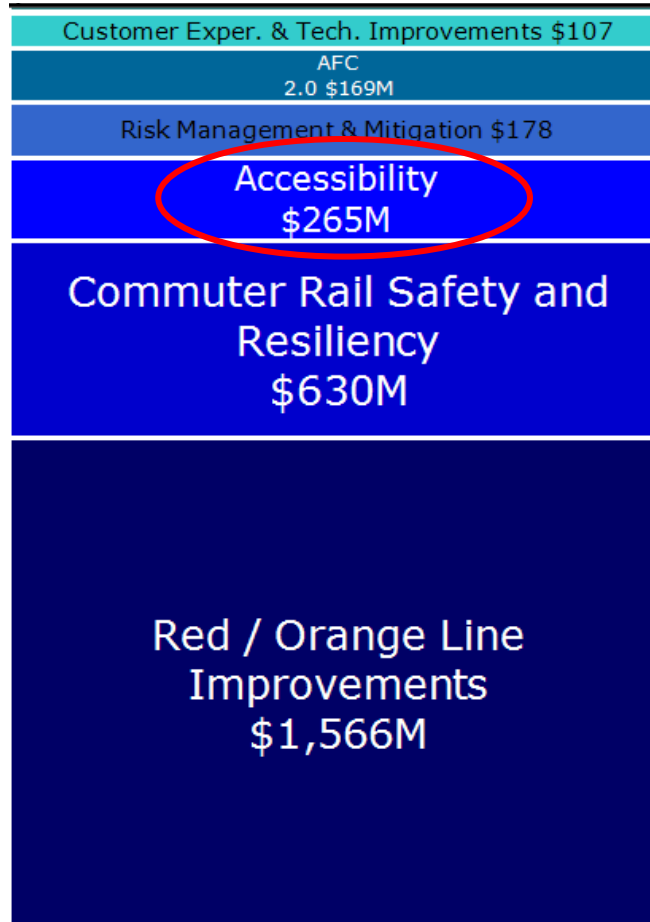 Customer Exper. & Tech. Improvements $107
AFC
2.0 $169M
Risk Management & Mitigation $178
Accessibility
$265M
Commuter Rail Safety and
Resiliency
$630M
Red / Orange Line
Improvements
$1,566M